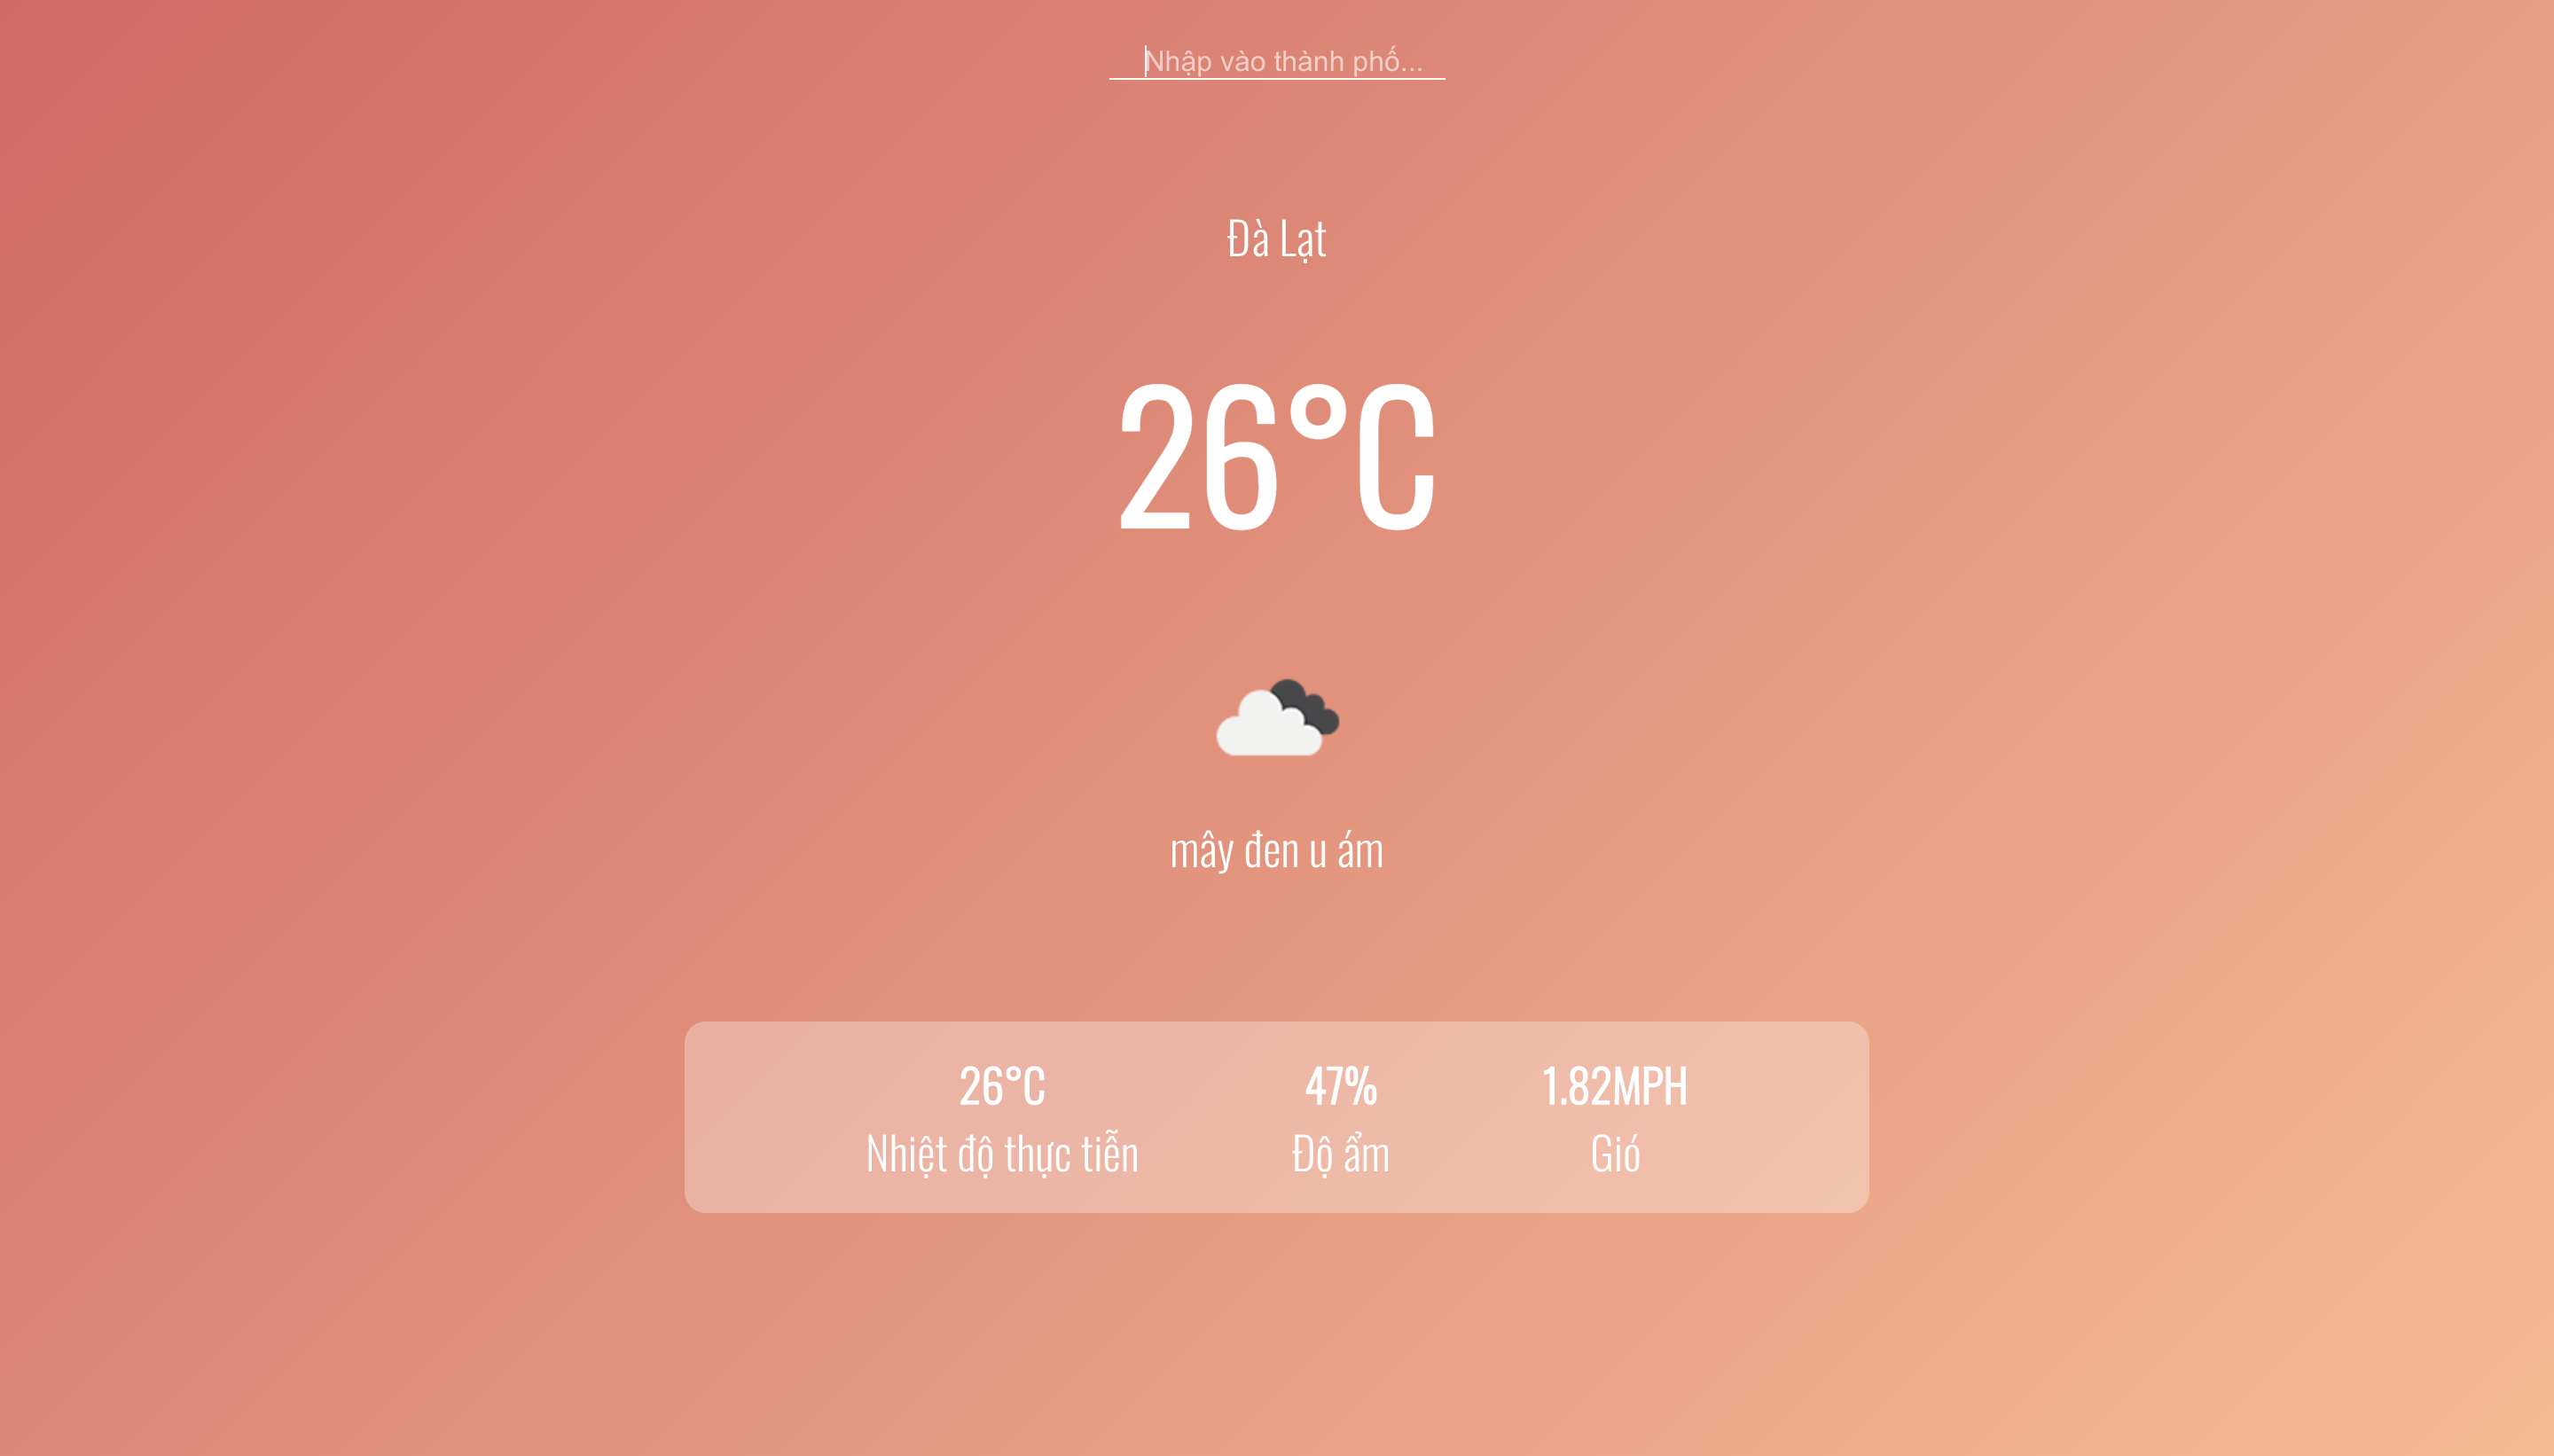 Nhập vào thành phố...
Đà Lạt
26°C
mây đen u ám
26°C 47% 1.82MPH
Nhiệt độ thực tiễn Độ ẩm Gió